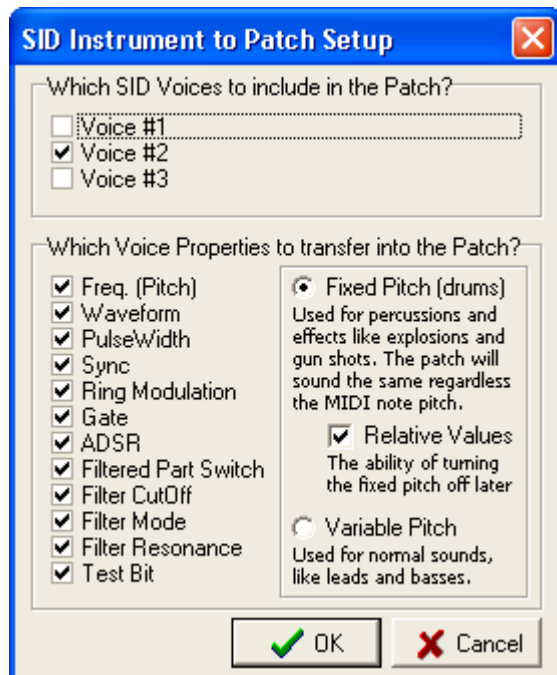 SID Instrument to Patch Setup
Which SID Voices to include in the Patch?
Voice #1
Voice #2
Voice #3
Which Voice Properties to transfer into the Patch?
Freq. (Pitch)
Waveform
PulseWidth
Sync
Ring Modulation
Gate
ADSR
Filtered Part Switch
Filter CutOff
Filter Mode
Filter Resonance
Test Bit
Fixed Pitch (drums)
Used for percussions and
effects like explosions and
gun shots. The patch will
sound the same regardless
the MIDI note pitch.
Relative Values
The ability of turning
the fixed pitch off later
Variable Pitch
Used for normal sounds,
like leads and basses.
OK
Cancel